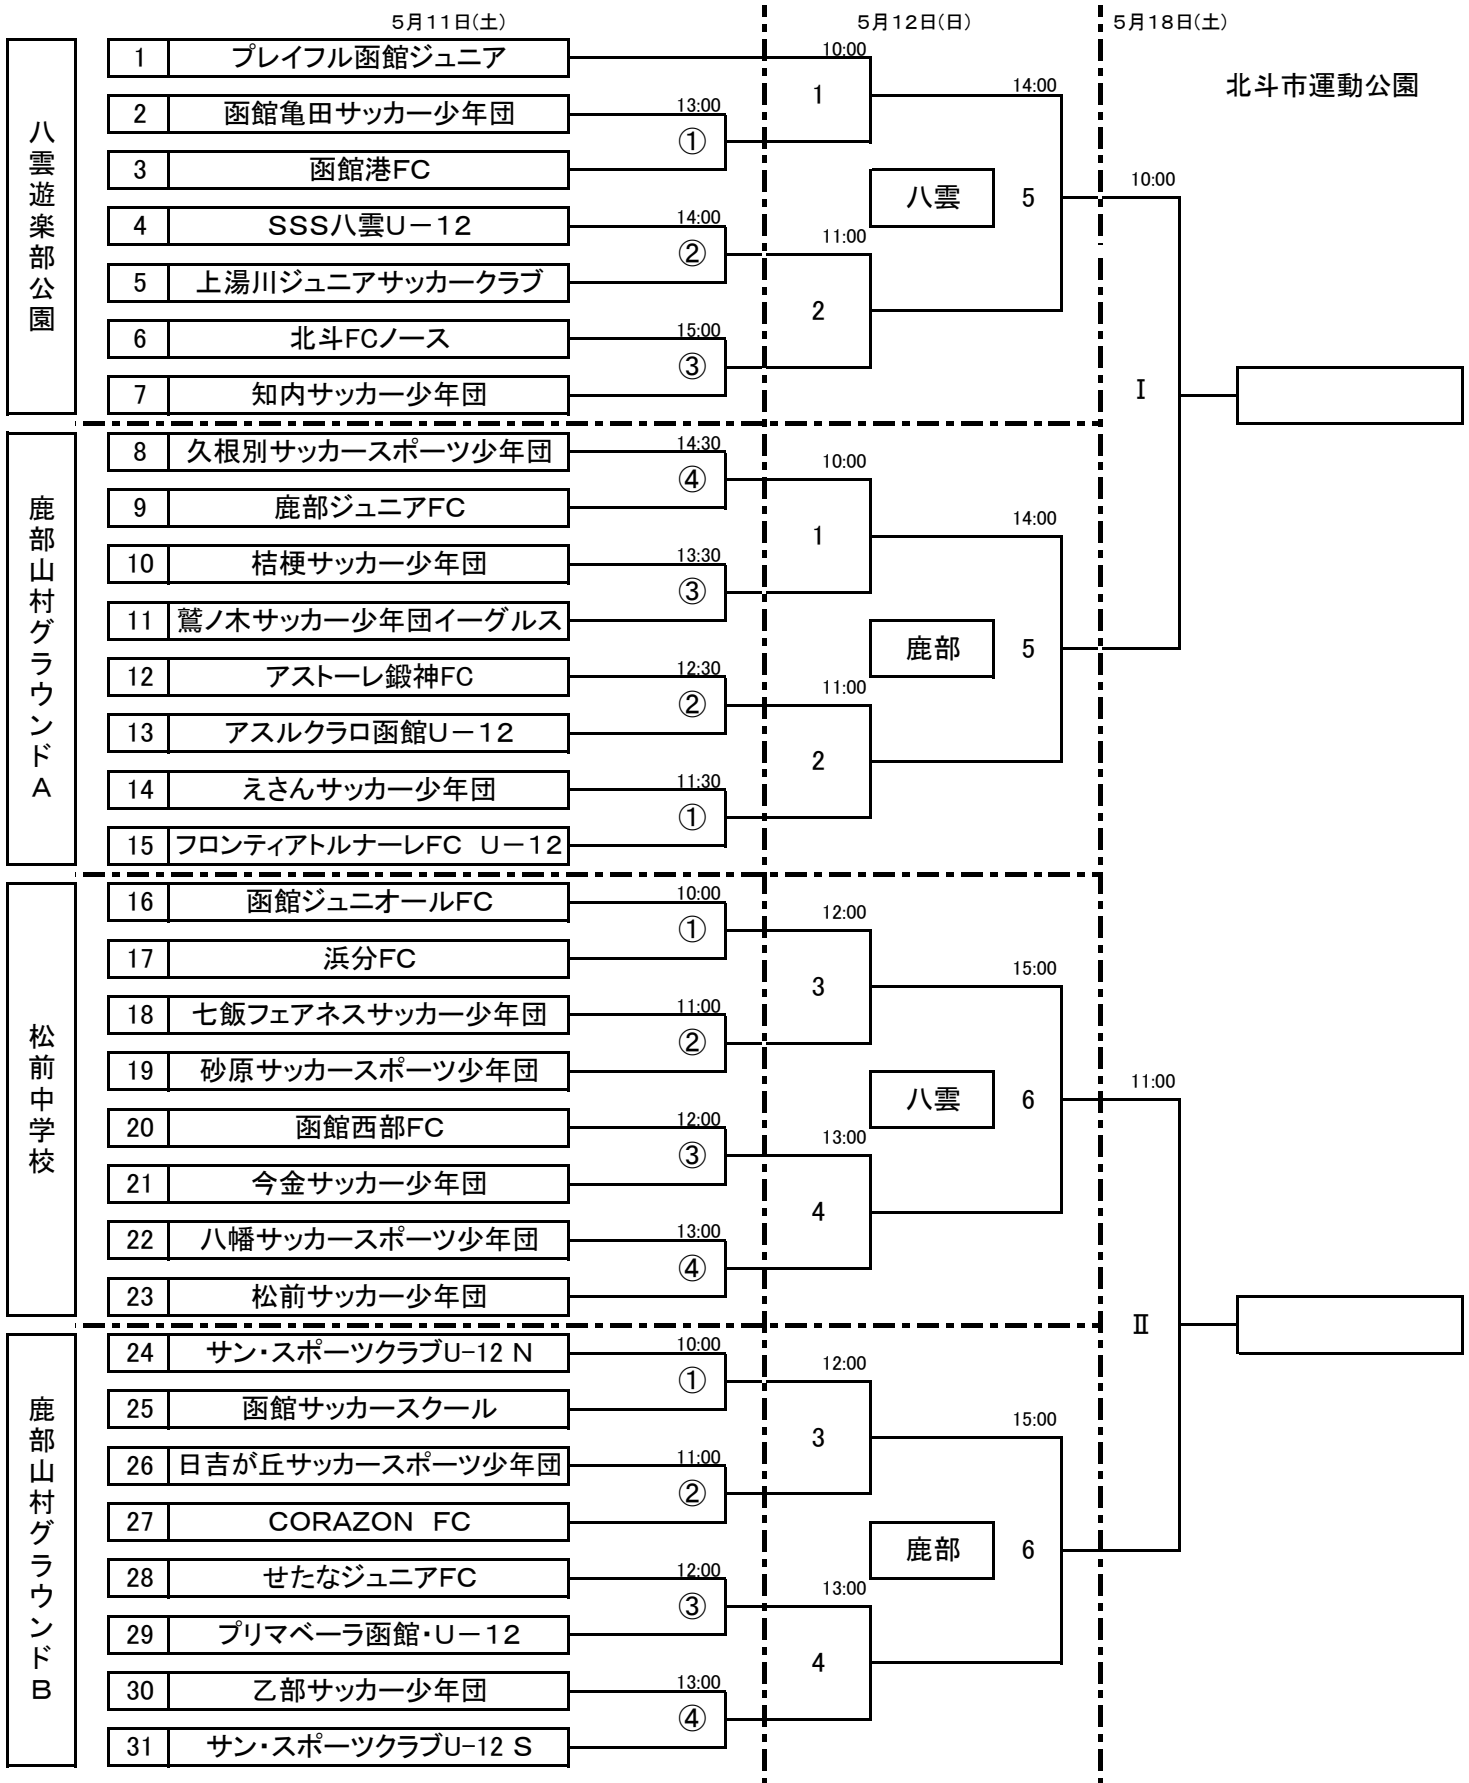 ５月１１日(土)
５月１２日(日)
５月１８日(土)
北斗市運動公園
八雲遊楽部公園
1 プレイフル函館ジュニア
2 函館亀田サッカー少年団
3 函館港FC
4 SSS八雲U－１２
5 上湯川ジュニアサッカークラブ
6 北斗FCノース
7 知内サッカー少年団
13:00
①
14:00
②
15:00
③
10:00
1
11:00
2
14:00
八雲 5
鹿部山村グラウンドA
8 久根別サッカースポーツ少年団
9 鹿部ジュニアFC
10 桔梗サッカー少年団
11 鷲ノ木サッカー少年団イーグルス
12 アストーレ鍛神FC
13 アスルクラロ函館U－１２
14 えさんサッカー少年団
15 フロンティアトルナーレFC　U－１２
14:30
④
13:30
③
12:30
②
11:30
①
10:00
1
11:00
2
14:00
鹿部 5
10:00
Ⅰ
松前中学校
16 函館ジュニオールFC
17 浜分FC
18 七飯フェアネスサッカー少年団
19 砂原サッカースポーツ少年団
20 函館西部FC
21 今金サッカー少年団
22 八幡サッカースポーツ少年団
23 松前サッカー少年団
10:00
①
11:00
②
12:00
③
13:00
④
12:00
3
13:00
4
15:00
八雲 6
鹿部山村グラウンドB
24 サン・スポーツクラブU-12 N
25 函館サッカースクール
26 日吉が丘サッカースポーツ少年団
27 CORAZON　FC
28 せたなジュニアFC
29 プリマベーラ函館・U－１２
30 乙部サッカー少年団
31 サン・スポーツクラブU-12 S
10:00
①
11:00
②
12:00
③
13:00
④
12:00
3
13:00
4
15:00
鹿部 6
11:00
Ⅱ